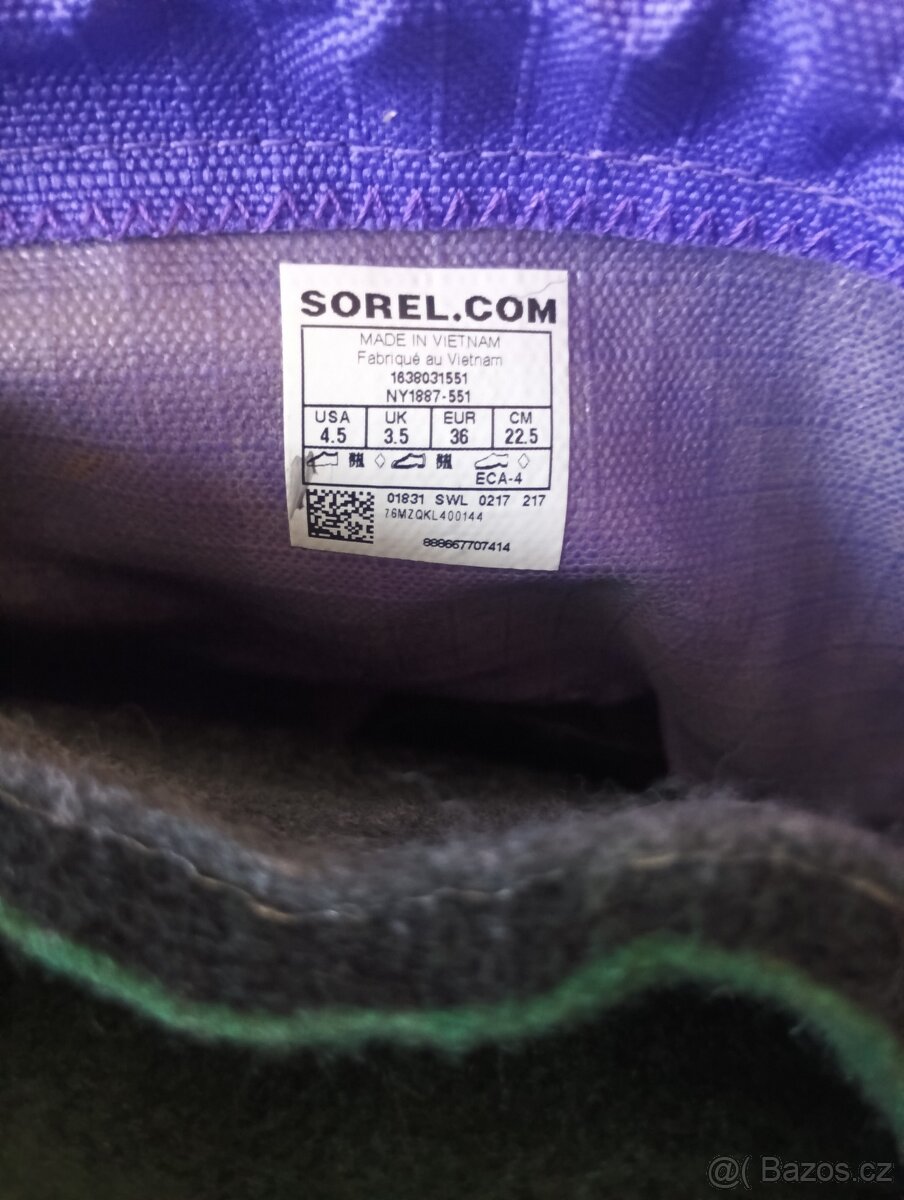 SOREL.COM
MADE IN VIETNAM
Fabriqué au Vietnam
1638031551
NY1887-551
USA UK EUR CM
4.5 3.5 36 22.5
ECA-4
01831 SWL 0217 217
Z6MZQKL400144
888667707414
@( Bazos.cz